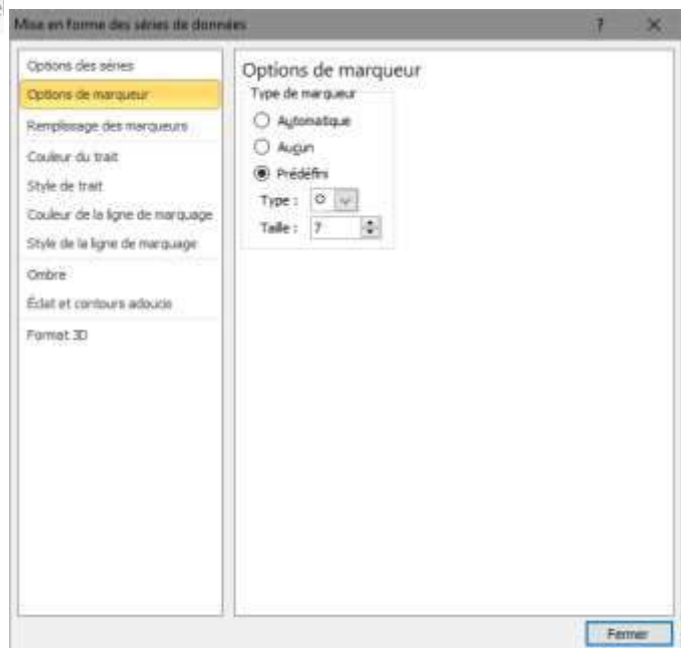 Mise en forme des séries de données
Options des séries
Options de marqueur
Remplissage des marqueurs
Couleur du trait
Style de trait
Couleur de la ligne de marquage
Style de la ligne de marquage
Ombre
Éclat et contours adoucis
Format 3D
Options de marqueur
Type de marqueur
Automatique
Aucun
Prédéfini
Type :
Taille : 7
Fermer